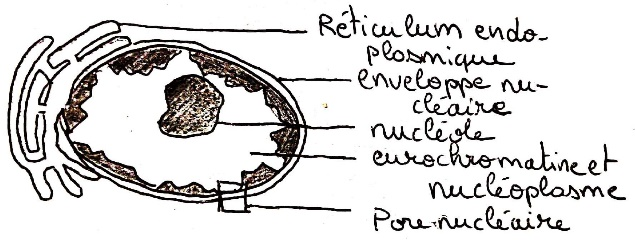 Réticulum endo-
plasmique
enveloppe nu-
cléaire
nucléole
eurochromatine et
nucléoplasme
Pore nucléaire